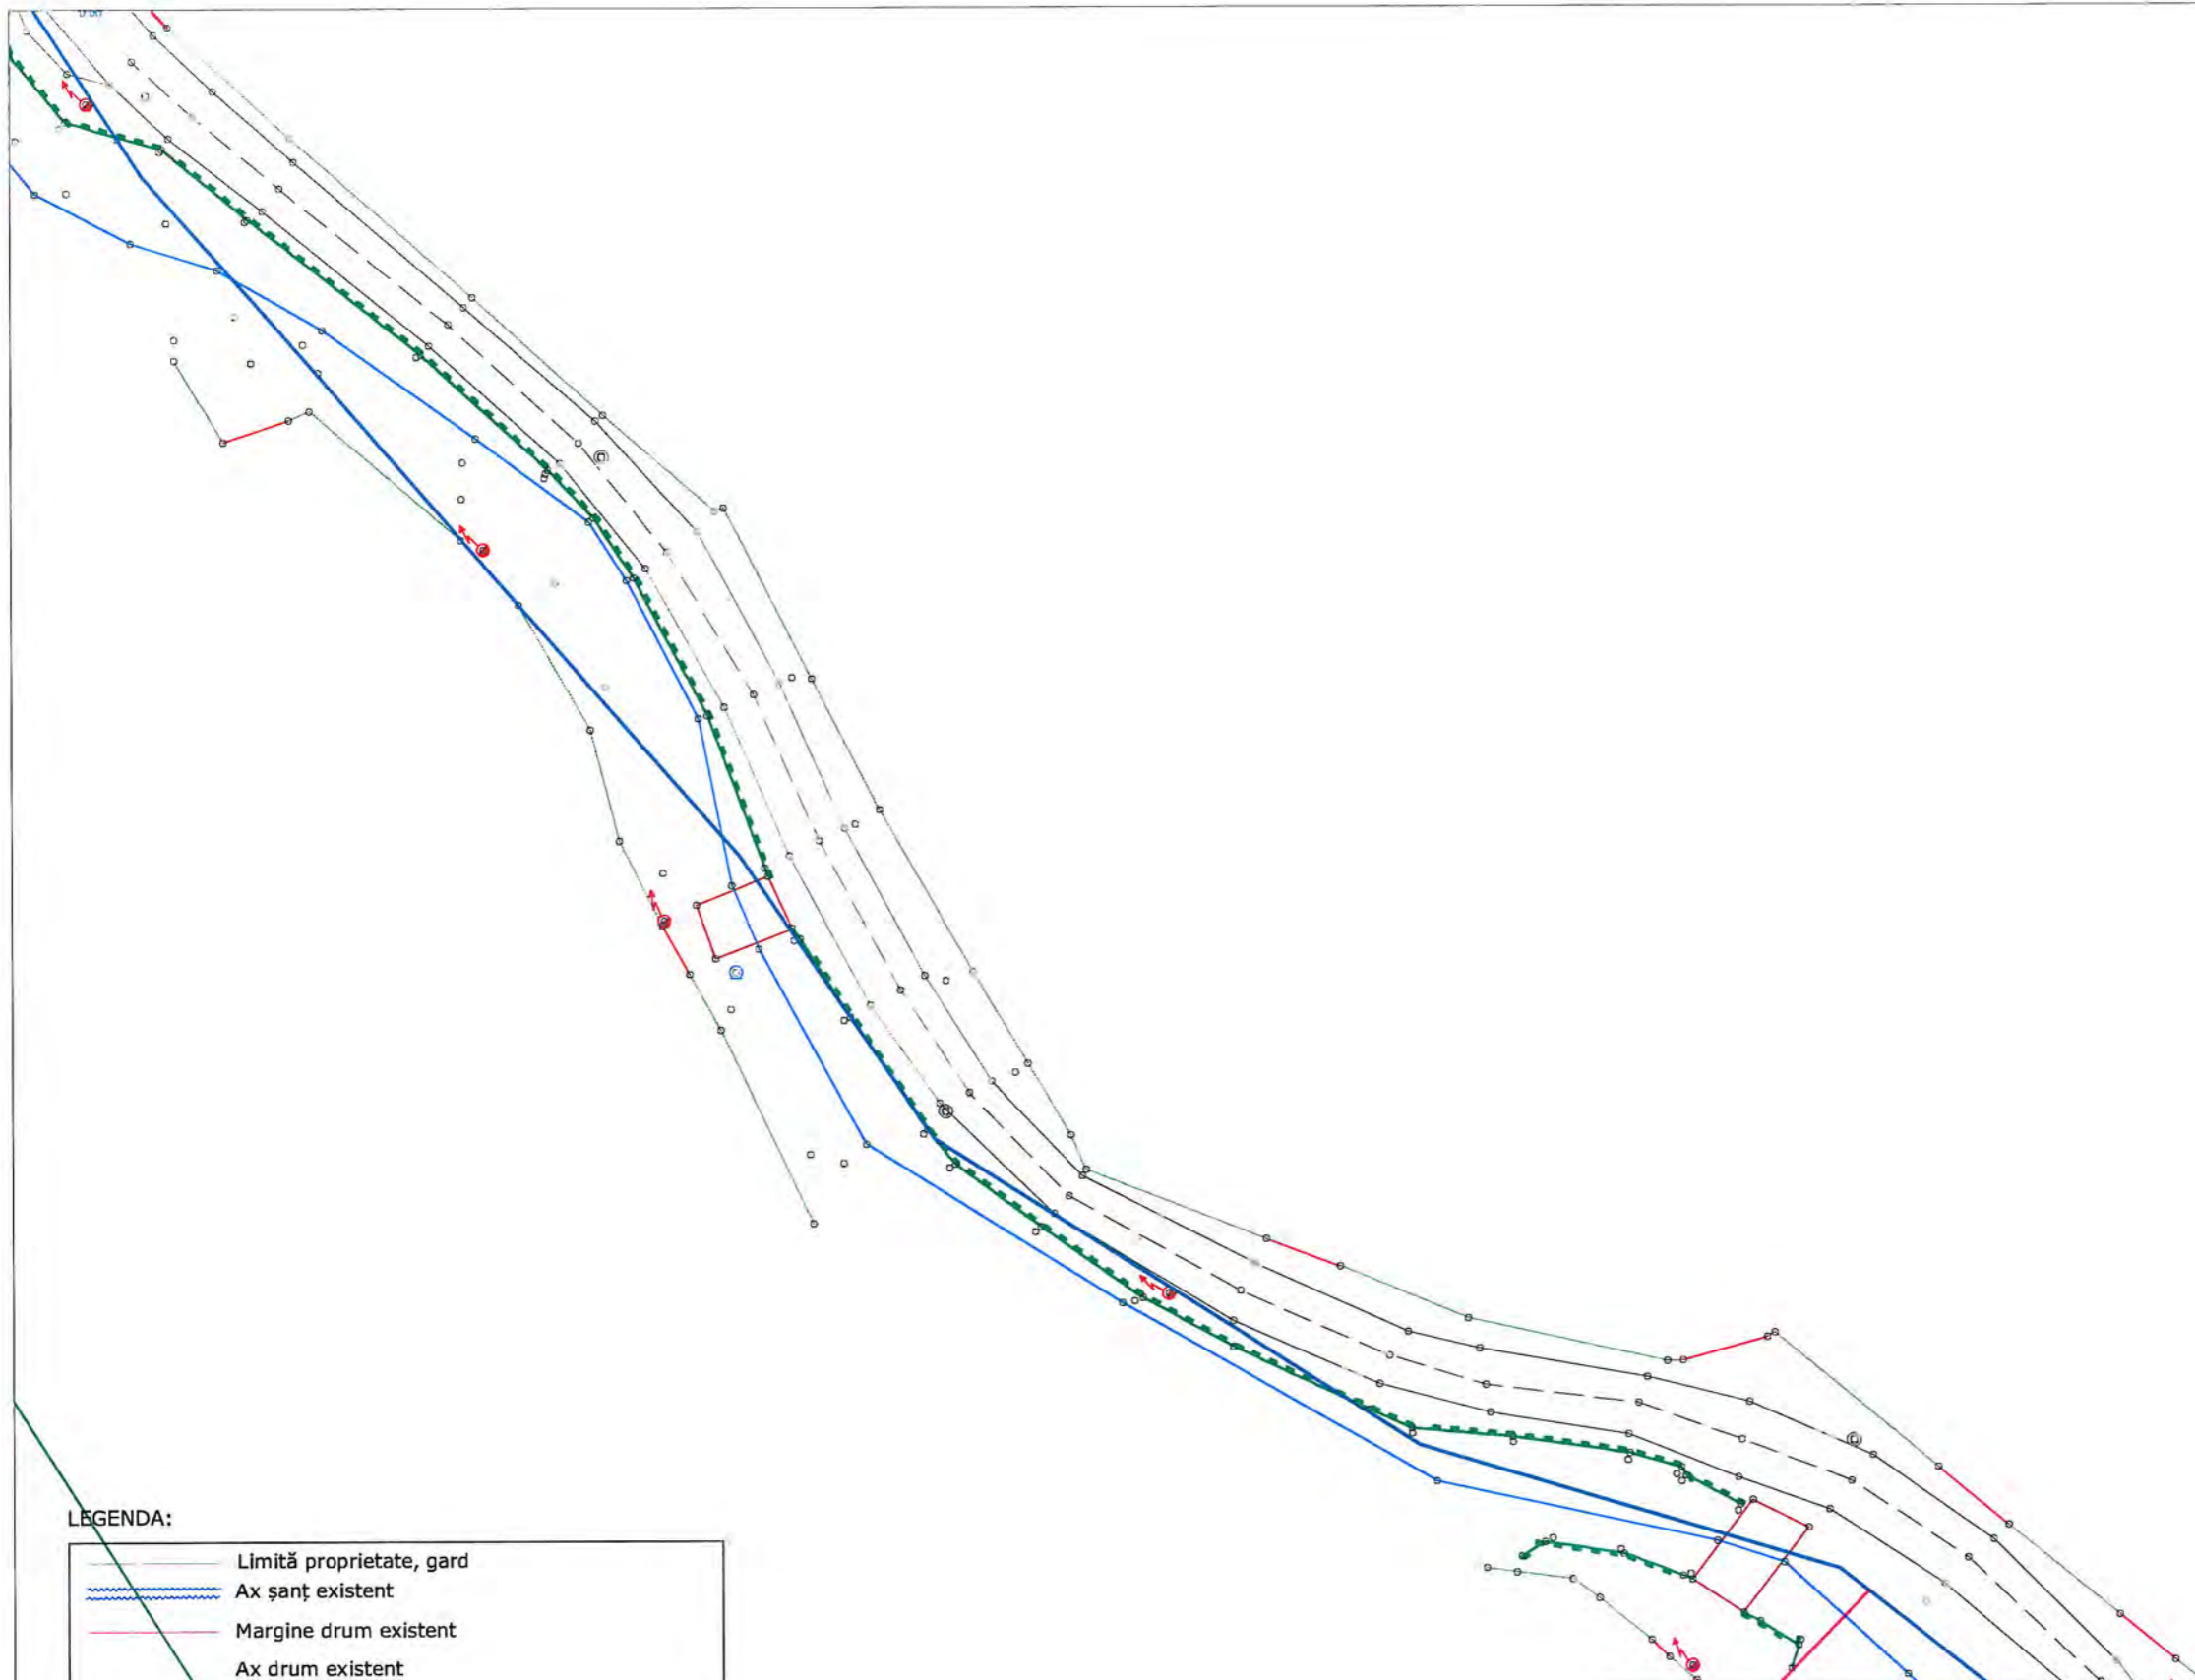 LEGENDA:
Limită proprietate, gard
Ax șanț existent
Margine drum existent
Ax drum existent